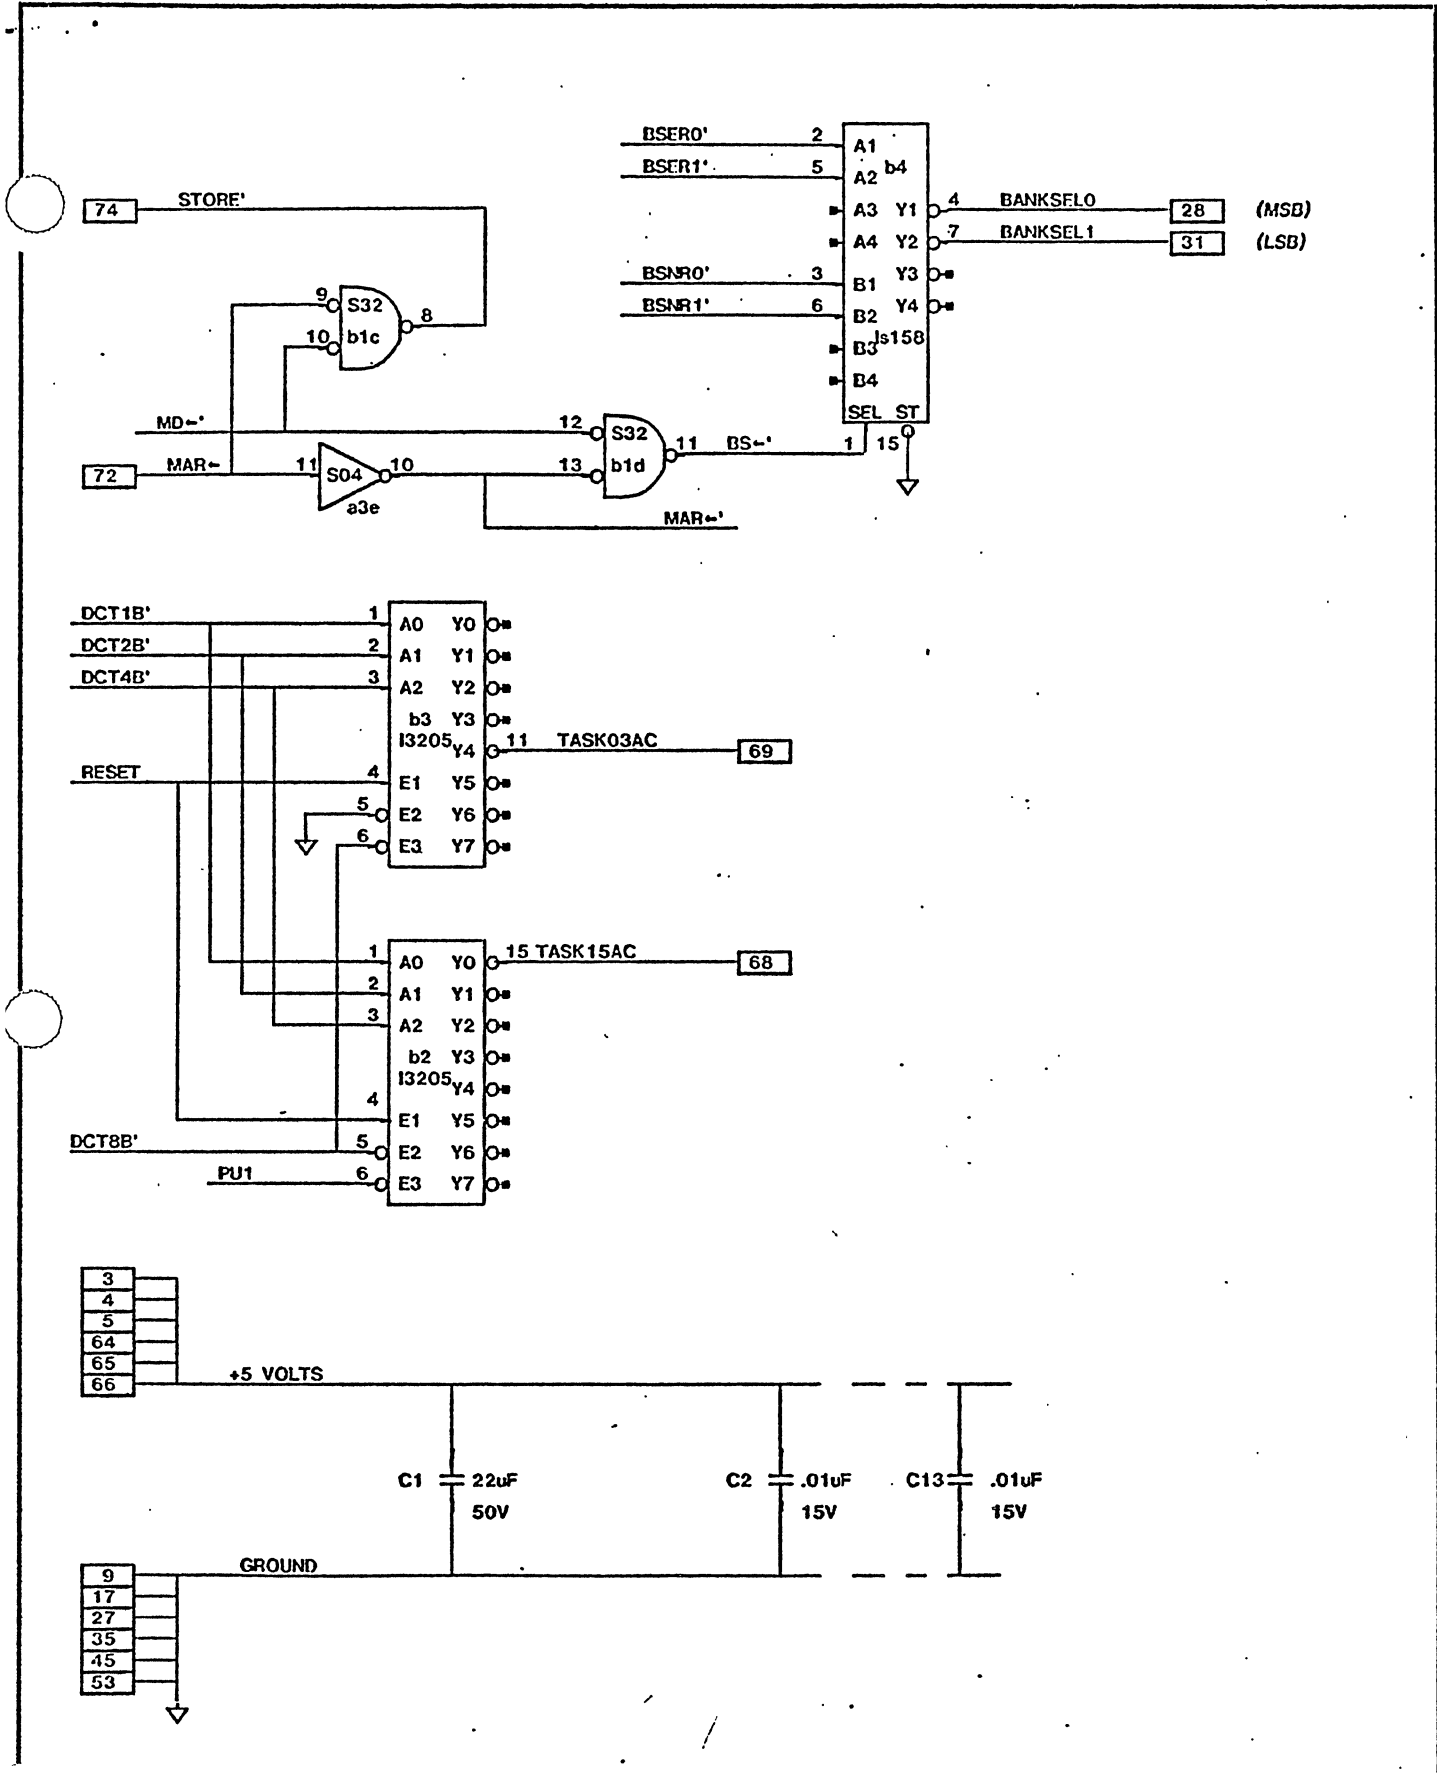 BSER0' 2 A1
b4
BSER1' 5 A2
74 STORE' A3 Y1 4 BANKSEL0 28 (MSB)
A4 Y2 7 BANKSEL1 31 (LSB)
BSNR0' 3 B1 Y3
9 S32 8
BSNR1' 6 B2 Y4
10 b1c
B3 ls158
B4
MD←' 12 S32 SEL ST
11 BS←' 1 15
72 MAR← 11 S04 10 13 b1d
a3e
MAR←'
DCT1B' 1 A0 Y0
DCT2B' 2 A1 Y1
DCT4B' 3 A2 Y2
b3 Y3
I3205 Y4 11 TASK03AC 69
RESET 4 E1 Y5
5 E2 Y6
6 E3 Y7
1 A0 Y0 15 TASK15AC 68
2 A1 Y1
3 A2 Y2
b2 Y3
I3205 Y4
4 E1 Y5
DCT8B' 5 E2 Y6
PU1 6 E3 Y7
3
4
5
64
65
66 +5 VOLTS
C1 22uF C2 .01uF C13 .01uF
50V 15V 15V
9 GROUND
17
27
35
45
53